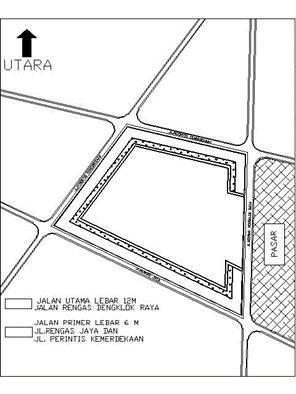 UTARA
PASAR
JALAN UTAMA LEBAR 12M
JALAN RENGAS DENGKLOK RAYA
JALAN PRIMER LEBAR 6 M
JL.RENGAS JAYA DAN
JL. PERINTIS KEMERDEKAAN